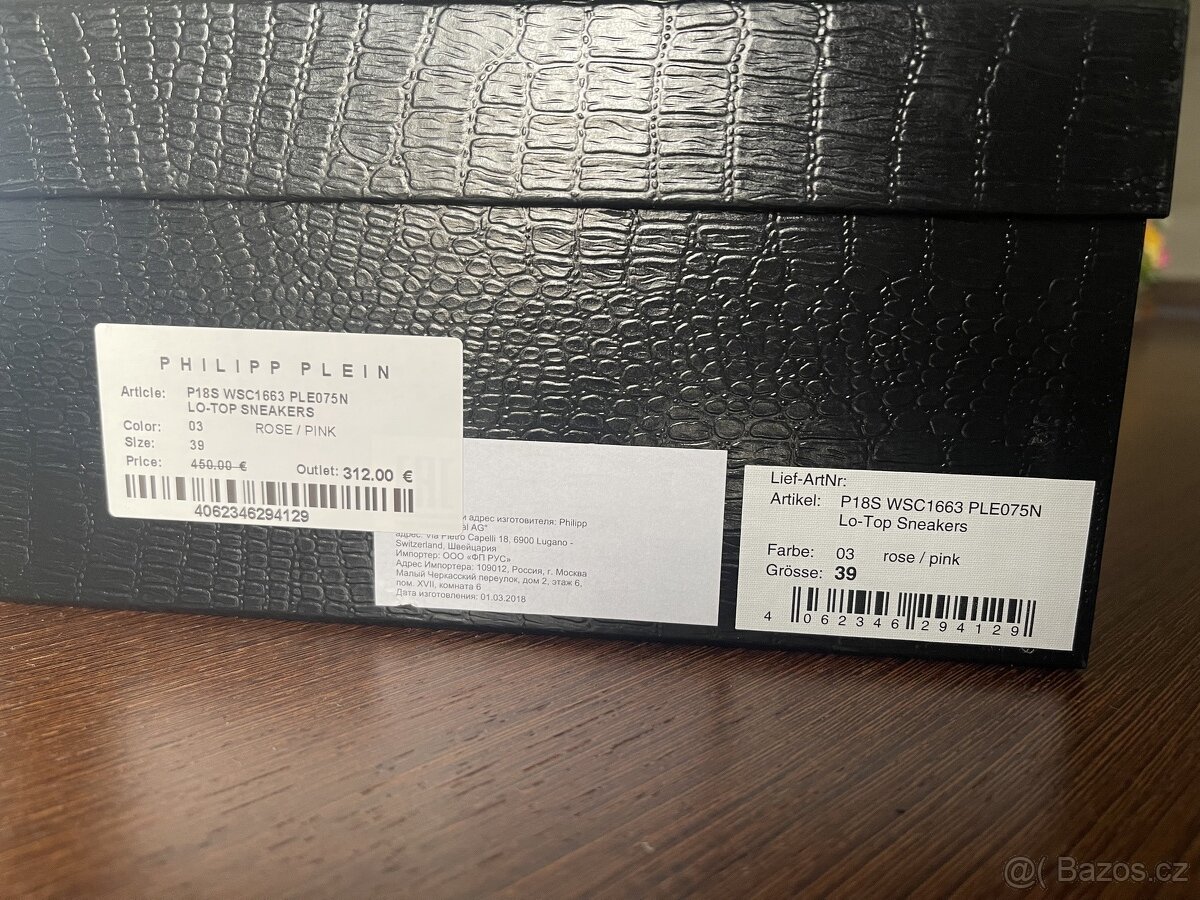 PHILIPP PLEIN
Article: P18S WSC1663 PLE075N
LO-TOP SNEAKERS
Color: 03 ROSE / PINK
Size: 39
Price: 450.00 € Outlet: 312.00 €
4062346294129
и адрес изготовителя: Philipp
al AG"
адрес: Via Pietro Capelli 18, 6900 Lugano -
Switzerland, Швейцария
Импортер: ООО «ФП РУС»
Адрес Импортера: 109012, Россия, г. Москва
Малый Черкасский переулок, дом 2, этаж 6,
пом. XVII, комната 6
Дата изготовления: 01.03.2018
Lief-ArtNr:
Artikel: P18S WSC1663 PLE075N
Lo-Top Sneakers
Farbe: 03 rose / pink
Grösse: 39
4 062346 294129
@( Bazos.cz